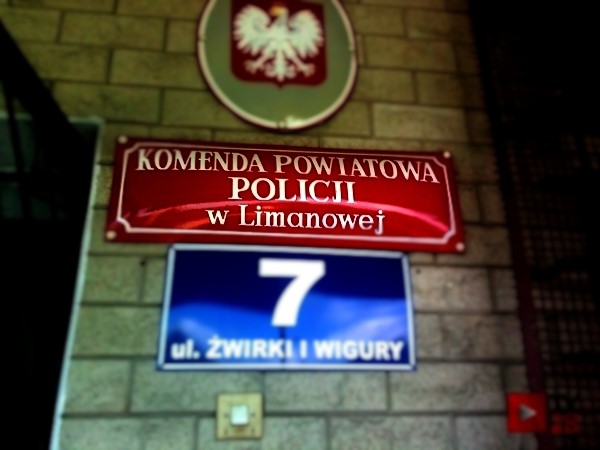 KOMENDA POWIATOWA
POLICJI
w Limanowej
7
ul. ŻWIRKI I WIGURY